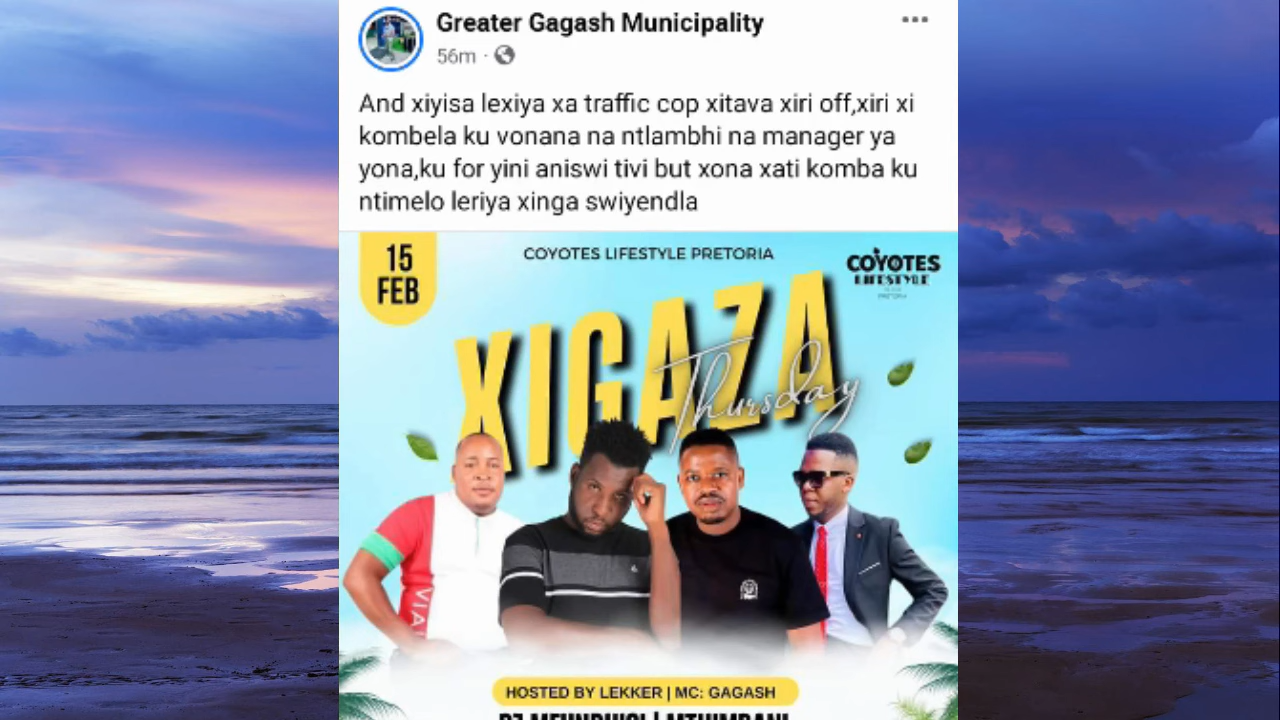 Greater Gagash Municipality
56m
And xiyisa lexiya xa traffic cop xitava xiri off,xiri xi
kombela ku vonana na ntlambhi na manager ya
yona,ku for yini aniswi tivi but xona xati komba ku
ntimelo leriya xinga swiyendla
15
FEB
COYOTES LIFESTYLE PRETORIA
COYOTES
LIFESTYLE
PRETORIA
XIGAZA
Thursday
VIA
HOSTED BY LEKKER | MC: GAGASH